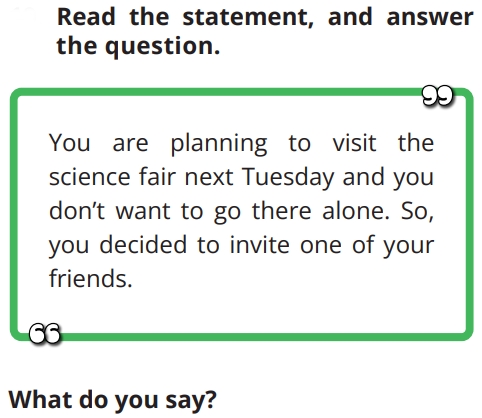 Read the statement, and answer
the question.
You are planning to visit the
science fair next Tuesday and you
don't want to go there alone. So,
you decided to invite one of your
friends.
What do you say?